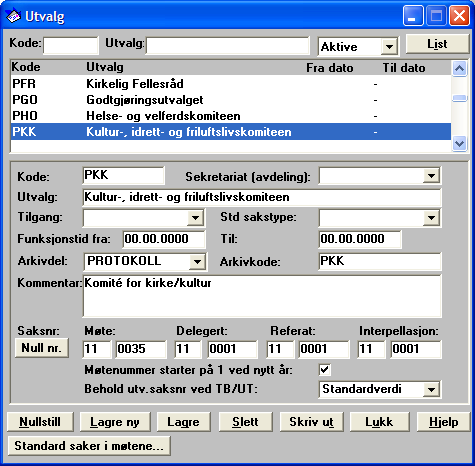 Utvalg
Kode: Utvalg: Aktive List
Kode Utvalg Fra dato Til dato
PFR Kirkelig Fellesråd -
PGO Godtgjøringsutvalget -
PHO Helse- og velferdskomiteen -
PKK Kultur-, idrett- og friluftslivskomiteen -
Kode: PKK Sekretariat (avdeling):
Utvalg: Kultur-, idrett- og friluftslivskomiteen
Tilgang: Std sakstype:
Funksjonstid fra: 00.00.0000 Til: 00.00.0000
Arkivdel: PROTOKOLL Arkivkode: PKK
Kommentar: Komité for kirke/kultur
Saksnr: Møte: Delegert: Referat: Interpellasjon:
Null nr. 11 0035 11 0001 11 0001 11 0001
Møtenummer starter på 1 ved nytt år:
Behold utv.saksnr ved TB/UT: Standardverdi
Nullstill Lagre ny Lagre Slett Skriv ut Lukk Hjelp
Standard saker i møtene...